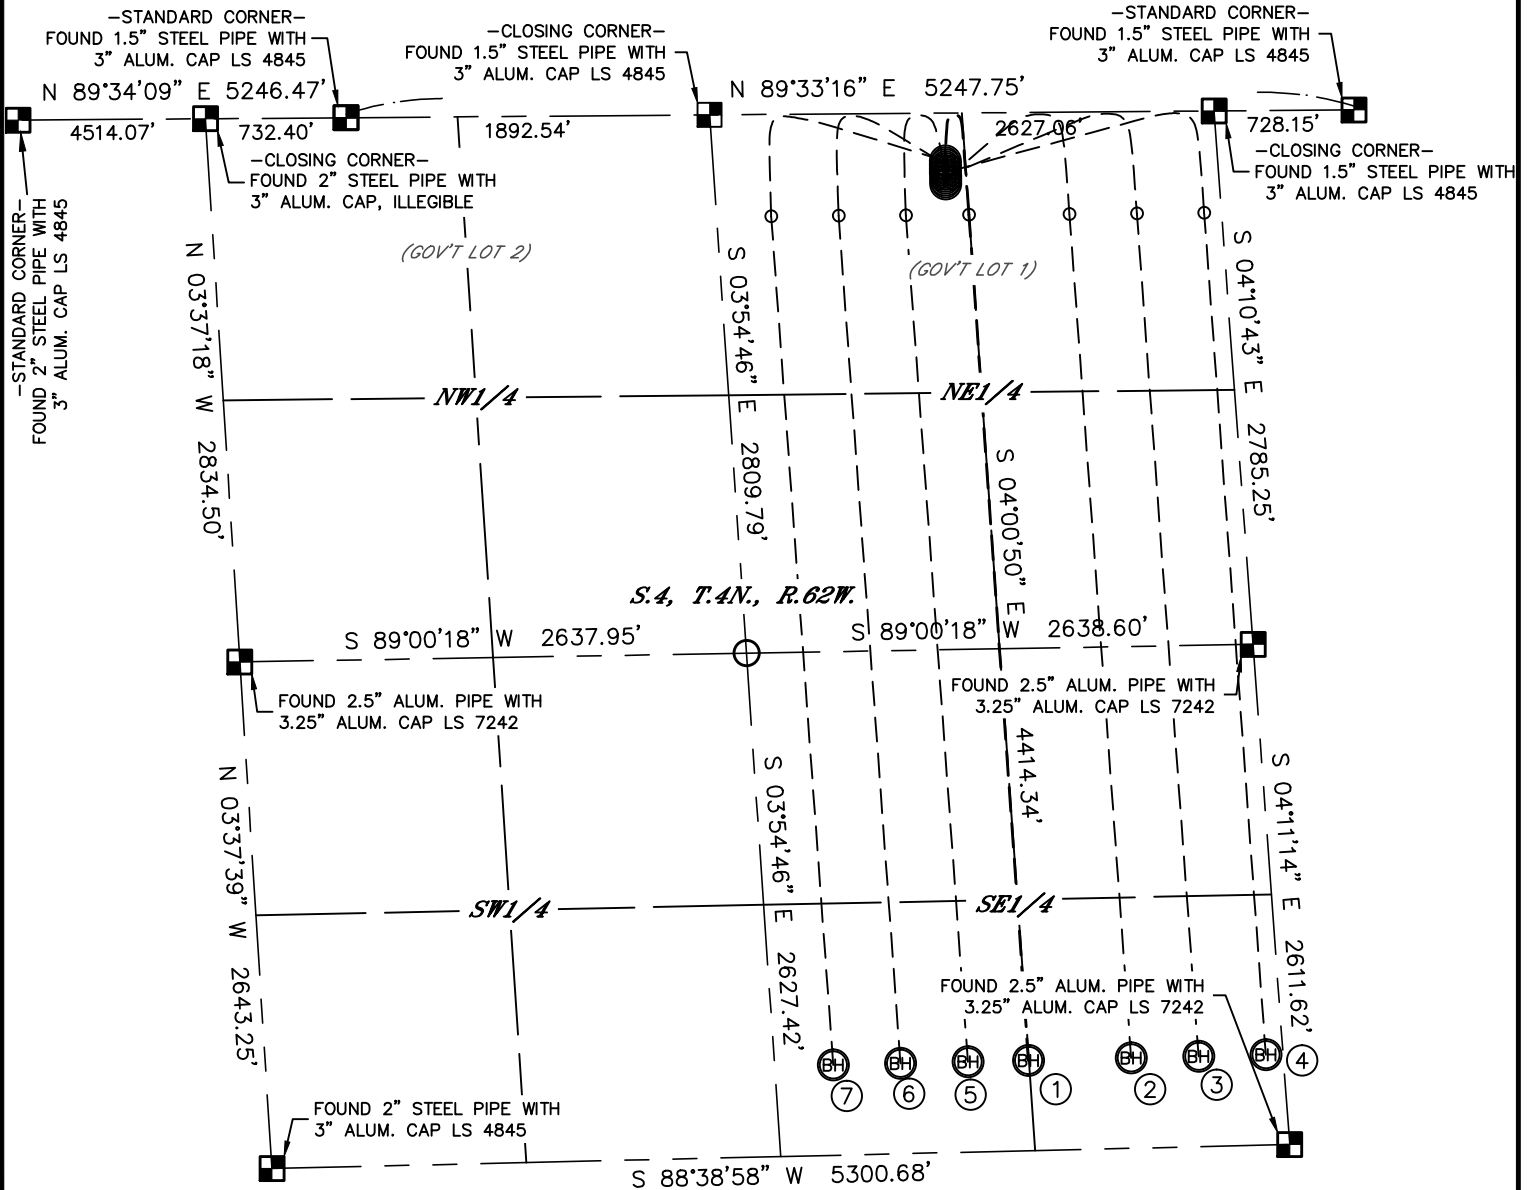 -STANDARD CORNER-
FOUND 1.5" STEEL PIPE WITH
3" ALUM. CAP LS 4845
-CLOSING CORNER-
FOUND 1.5" STEEL PIPE WITH
3" ALUM. CAP LS 4845
-STANDARD CORNER-
FOUND 1.5" STEEL PIPE WITH
3" ALUM. CAP LS 4845
N 89°34'09" E 5246.47'
N 89°33'16" E 5247.75'
4514.07'
732.40'
1892.54'
2627.06'
728.15'
-CLOSING CORNER-
FOUND 2" STEEL PIPE WITH
3" ALUM. CAP, ILLEGIBLE
-CLOSING CORNER-
FOUND 1.5" STEEL PIPE WITH
3" ALUM. CAP LS 4845
-STANDARD CORNER-
FOUND 2" STEEL PIPE WITH
3" ALUM. CAP LS 4845
(GOV'T LOT 2)
(GOV'T LOT 1)
N 03°37'18" W 2834.50'
S 03°54'46" E 2809.79'
S 04°10'43" E 2785.25'
NW1/4
NE1/4
S 04°00'50" E 4414.34'
S.4, T.4N., R.62W.
S 89°00'18" W 2637.95'
S 89°00'18" W 2638.60'
FOUND 2.5" ALUM. PIPE WITH
3.25" ALUM. CAP LS 7242
FOUND 2.5" ALUM. PIPE WITH
3.25" ALUM. CAP LS 7242
N 03°37'39" W 2643.25'
S 03°54'46" E 2627.42'
S 04°11'14" E 2611.62'
SW1/4
SE1/4
FOUND 2.5" ALUM. PIPE WITH
3.25" ALUM. CAP LS 7242
BH BH BH BH BH BH BH
7 6 5 1 2 3 4
FOUND 2" STEEL PIPE WITH
3" ALUM. CAP LS 4845
S 88°38'58" W 5300.68'